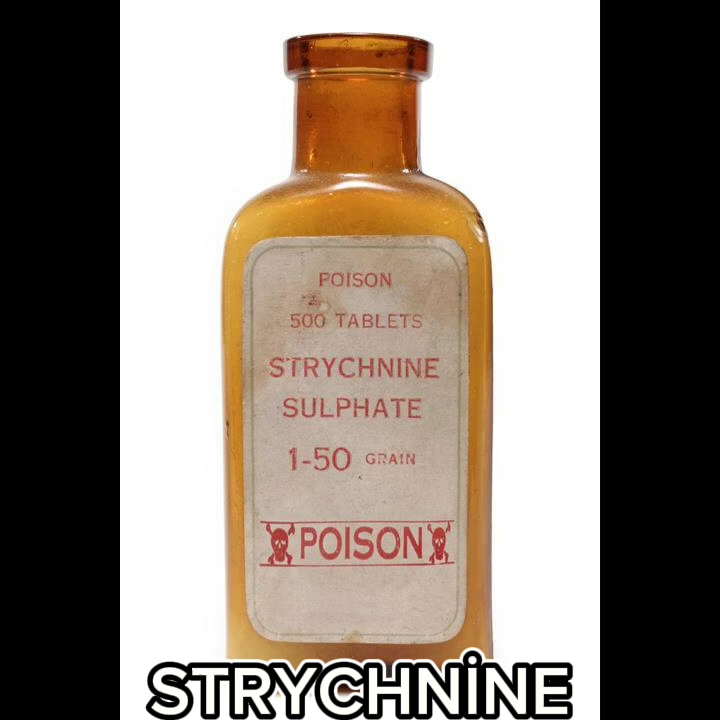 POISON
500 TABLETS
STRYCHNINE
SULPHATE
1-50 GRAIN
POISON
STRYCHNİNE